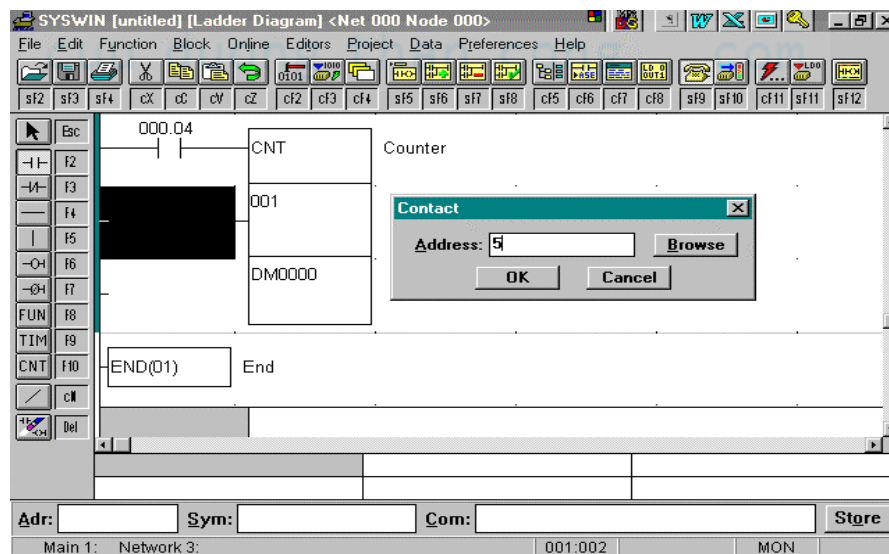 SYSWIN [untitled] [Ladder Diagram] <Net 000 Node 000>
File Edit Function Block Online Editors Project Data Preferences Help
sf2 sf3 sf4 cX cC cV cZ cf2 cf3 cf4 sf5 sf6 sf7 sf8 cf5 cf6 cf7 cf8 sf9 sf10 cf11 sf11 sf12
Esc
F2
F3
F4
F5
F6
F7
FUN F8
TIM F9
CNT F10
cN
Del
000.04
CNT
Counter
001
DM0000
END(01)
End
Contact
Address: 5
Browse
OK
Cancel
Adr:
Sym:
Com:
Store
Main 1: Network 3: 001:002 MON